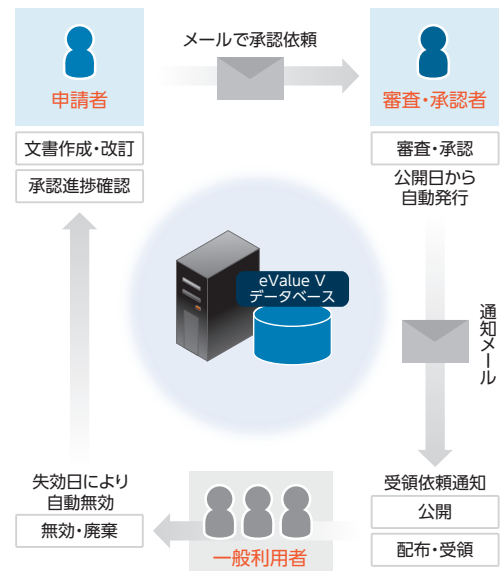 メールで承認依頼
申請者
審査・承認者
文書作成・改訂
承認進捗確認
審査・承認
公開日から
自動発行
eValue V
データベース
通知メール
受領依頼通知
公開
配布・受領
失効日により
自動無効
無効・廃棄
一般利用者